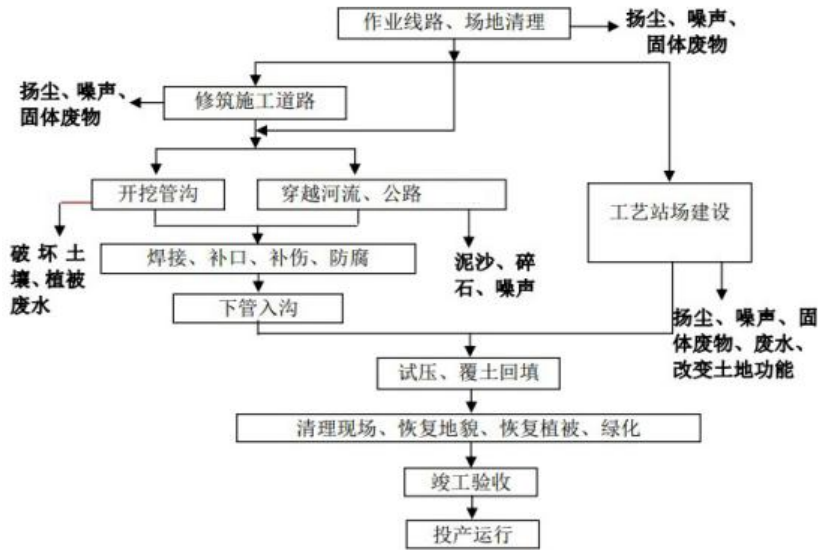 作业线路、场地清理
扬尘、噪声、
固体废物
扬尘、噪声、
固体废物
修筑施工道路
开挖管沟
穿越河流、公路
工艺站场建设
破坏土
壤、植被
废水
焊接、补口、补伤、防腐
泥沙、碎
石、噪声
下管入沟
扬尘、噪声、固
体废物、废水、
改变土地功能
试压、覆土回填
清理现场、恢复地貌、恢复植被、绿化
竣工验收
投产运行